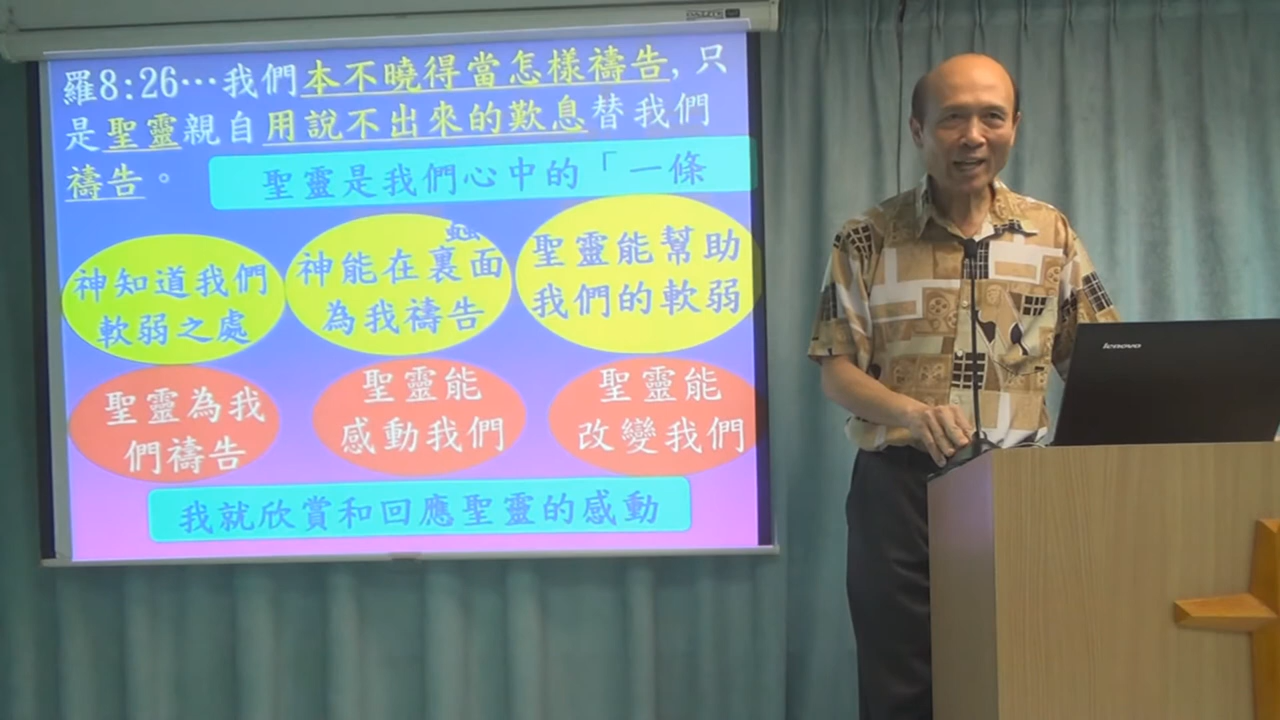 羅8:26…我們本不曉得當怎樣禱告,只
是聖靈親自用說不出來的歎息替我們
禱告。
聖靈是我們心中的「一條
神知道我們
軟弱之處
神能在裏面
為我禱告
聖靈能幫助
我們的軟弱
聖靈為我
們禱告
聖靈能
感動我們
聖靈能
改變我們
我就欣賞和回應聖靈的感動
lenovo